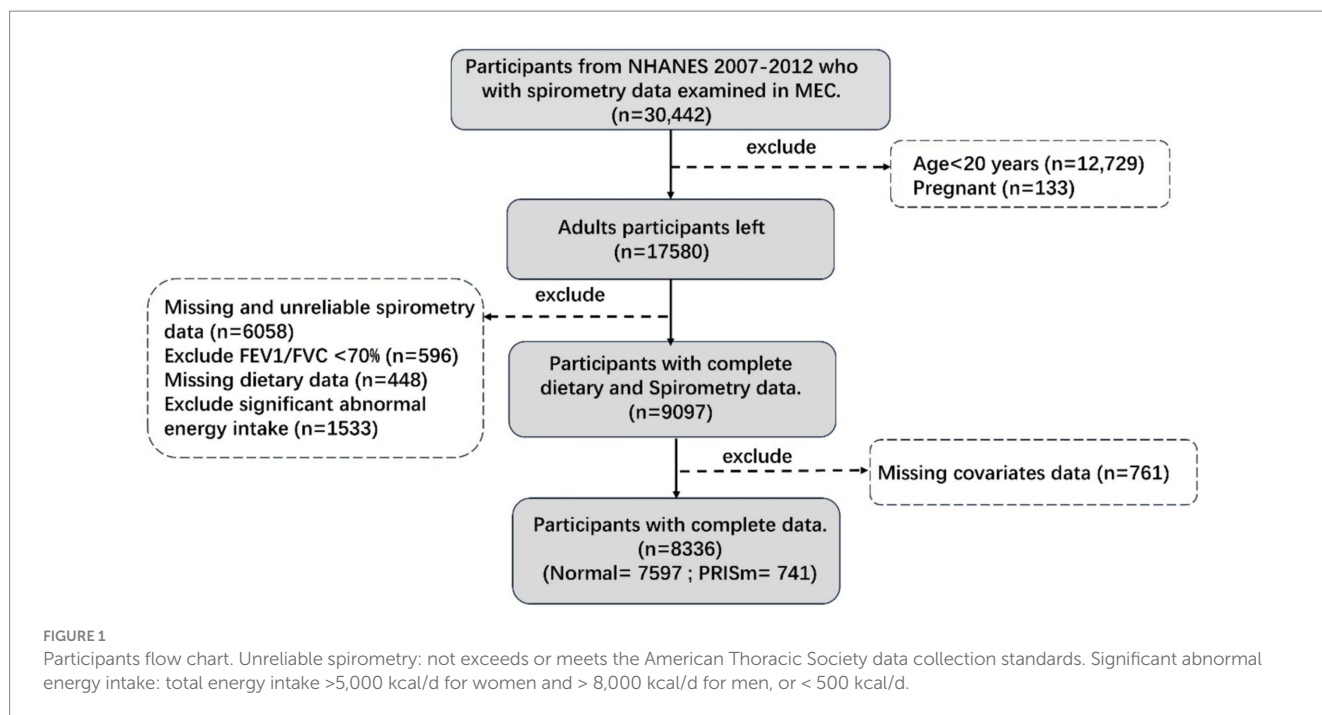 Participants from NHANES 2007-2012 who
with spirometry data examined in MEC.
(n=30,442)
exclude
Age<20 years (n=12,729)
Pregnant (n=133)
Adults participants left
(n=17580)
exclude
Missing and unreliable spirometry
data (n=6058)
Exclude FEV1/FVC <70% (n=596)
Missing dietary data (n=448)
Exclude significant abnormal
energy intake (n=1533)
Participants with complete
dietary and Spirometry data.
(n=9097)
exclude
Missing covariates data (n=761)
Participants with complete data.
(n=8336)
(Normal= 7597 ; PRISm= 741)
FIGURE 1
Participants flow chart. Unreliable spirometry: not exceeds or meets the American Thoracic Society data collection standards. Significant abnormal
energy intake: total energy intake >5,000 kcal/d for women and > 8,000 kcal/d for men, or < 500 kcal/d.